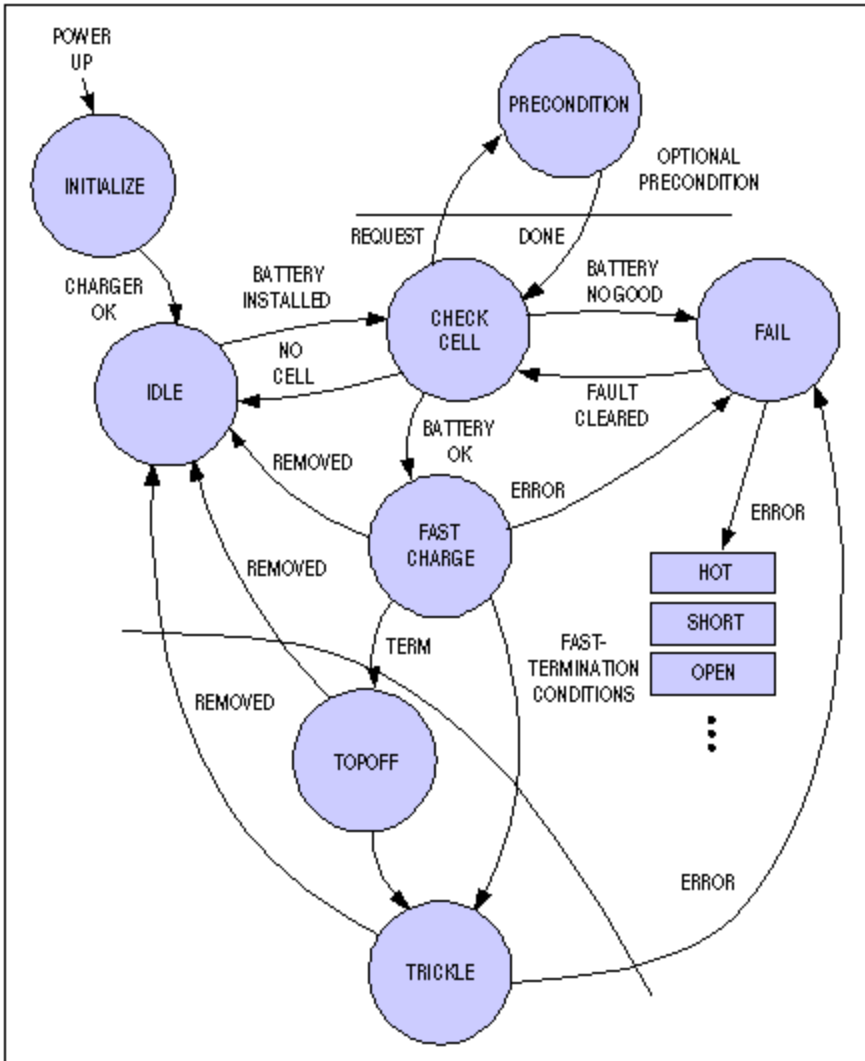 POWER
UP
PRECONDITION
INITIALIZE
OPTIONAL
PRECONDITION
REQUEST
DONE
CHARGER
OK
BATTERY
INSTALLED
BATTERY
NO GOOD
CHECK
CELL
FAIL
NO
CELL
IDLE
FAULT
CLEARED
BATTERY
OK
REMOVED
ERROR
FAST
CHARGE
ERROR
REMOVED
HOT
SHORT
OPEN
FAST-
TERMINATION
CONDITIONS
TERM
REMOVED
TOPOFF
ERROR
TRICKLE